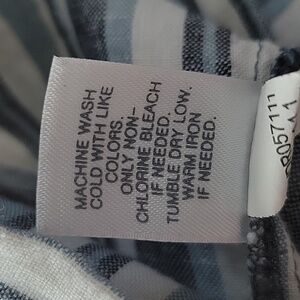 MACHINE WASH
COLD WITH LIKE
COLORS.
ONLY NON-
CHLORINE BLEACH
IF NEEDED.
TUMBLE DRY LOW.
WARM IRON
IF NEEDED.